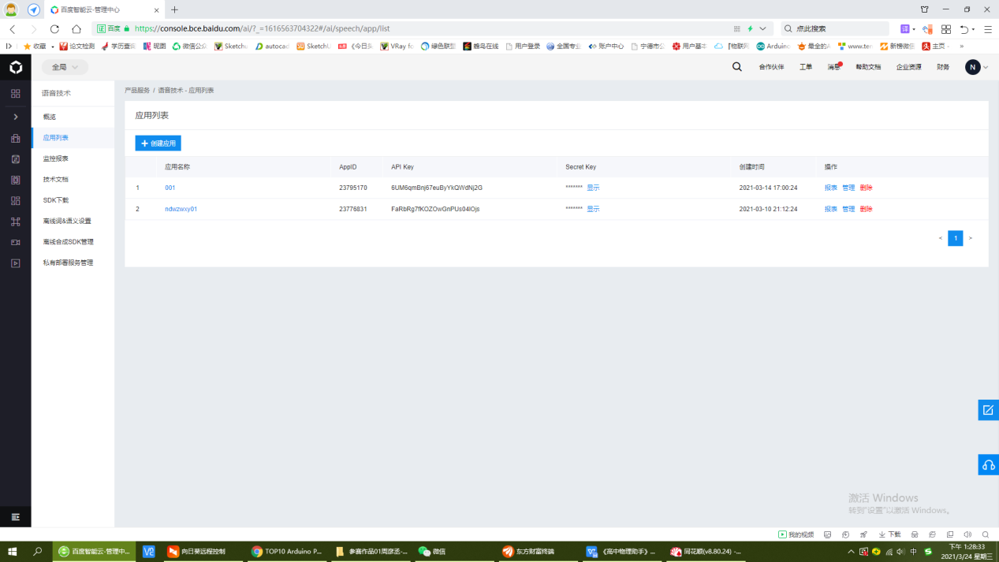 百度智能云-管理中心
证 百度 https://console.bce.baidu.com/ai/?_=1616563704322#/ai/speech/app/list
点此搜索
译
收藏 论文检测 学历查询 昵图 微信公众 Sketchu autocad SketchU 《今日头 VRay fo 绿色联盟 蜂鸟在线 用户登录 全国专业 账户中心 宁德市公 用户基本 『物联网 Arduino 最全的A www.ter 新榜微信 主页 - »
全局
合作伙伴 工单 消息 帮助文档 企业资源 财务 N
语音技术
概览
应用列表
监控报表
技术文档
SDK下载
离线词&语义设置
离线合成SDK管理
私有部署服务管理
产品服务 / 语音技术 - 应用列表
应用列表
+ 创建应用
应用名称 AppID API Key Secret Key 创建时间 操作
1 001 23795170 6UM6qmBnj67euByYkQWdNj2G ******* 显示 2021-03-14 17:00:24 报表 管理 删除
2 ndwzwxy01 23776831 FaRbRg7fKOZOwGnPUs04lOjs ******* 显示 2021-03-10 21:12:24 报表 管理 删除
< 1 >
激活 Windows
转到"设置"以激活 Windows。
我的视频 下载
百度智能云-管理中... 向日葵远程控制 TOP10 Arduino P... 参赛作品01周彦丞-... 微信 东方财富终端 《高中物理助手》... 同花顺(v8.80.24) -...
中
下午 1:28:33
2021/3/24 星期三